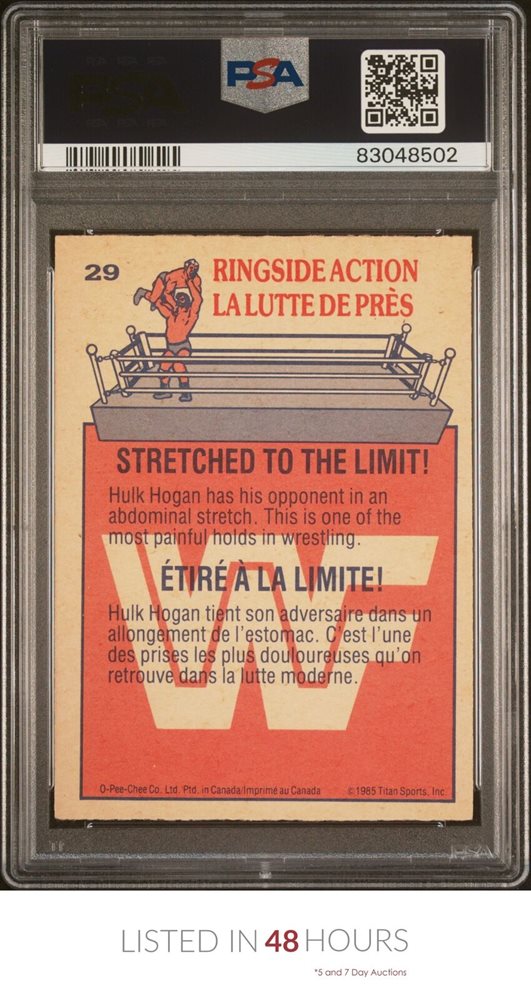 PSA
83048502
29
RINGSIDE ACTION
LA LUTTE DE PRÈS
STRETCHED TO THE LIMIT!
Hulk Hogan has his opponent in an
abdominal stretch. This is one of the
most painful holds in wrestling.
ÉTIRÉ À LA LIMITE!
Hulk Hogan tient son adversaire dans un
allongement de l'estomac. C'est l'une
des prises les plus douloureuses qu'on
retrouve dans la lutte moderne.
WF
O-Pee-Chee Co. Ltd. Ptd. in Canada/Imprimé au Canada ©1985 Titan Sports, Inc.
PSA
LISTED IN 48 HOURS
*5 and 7 Day Auctions